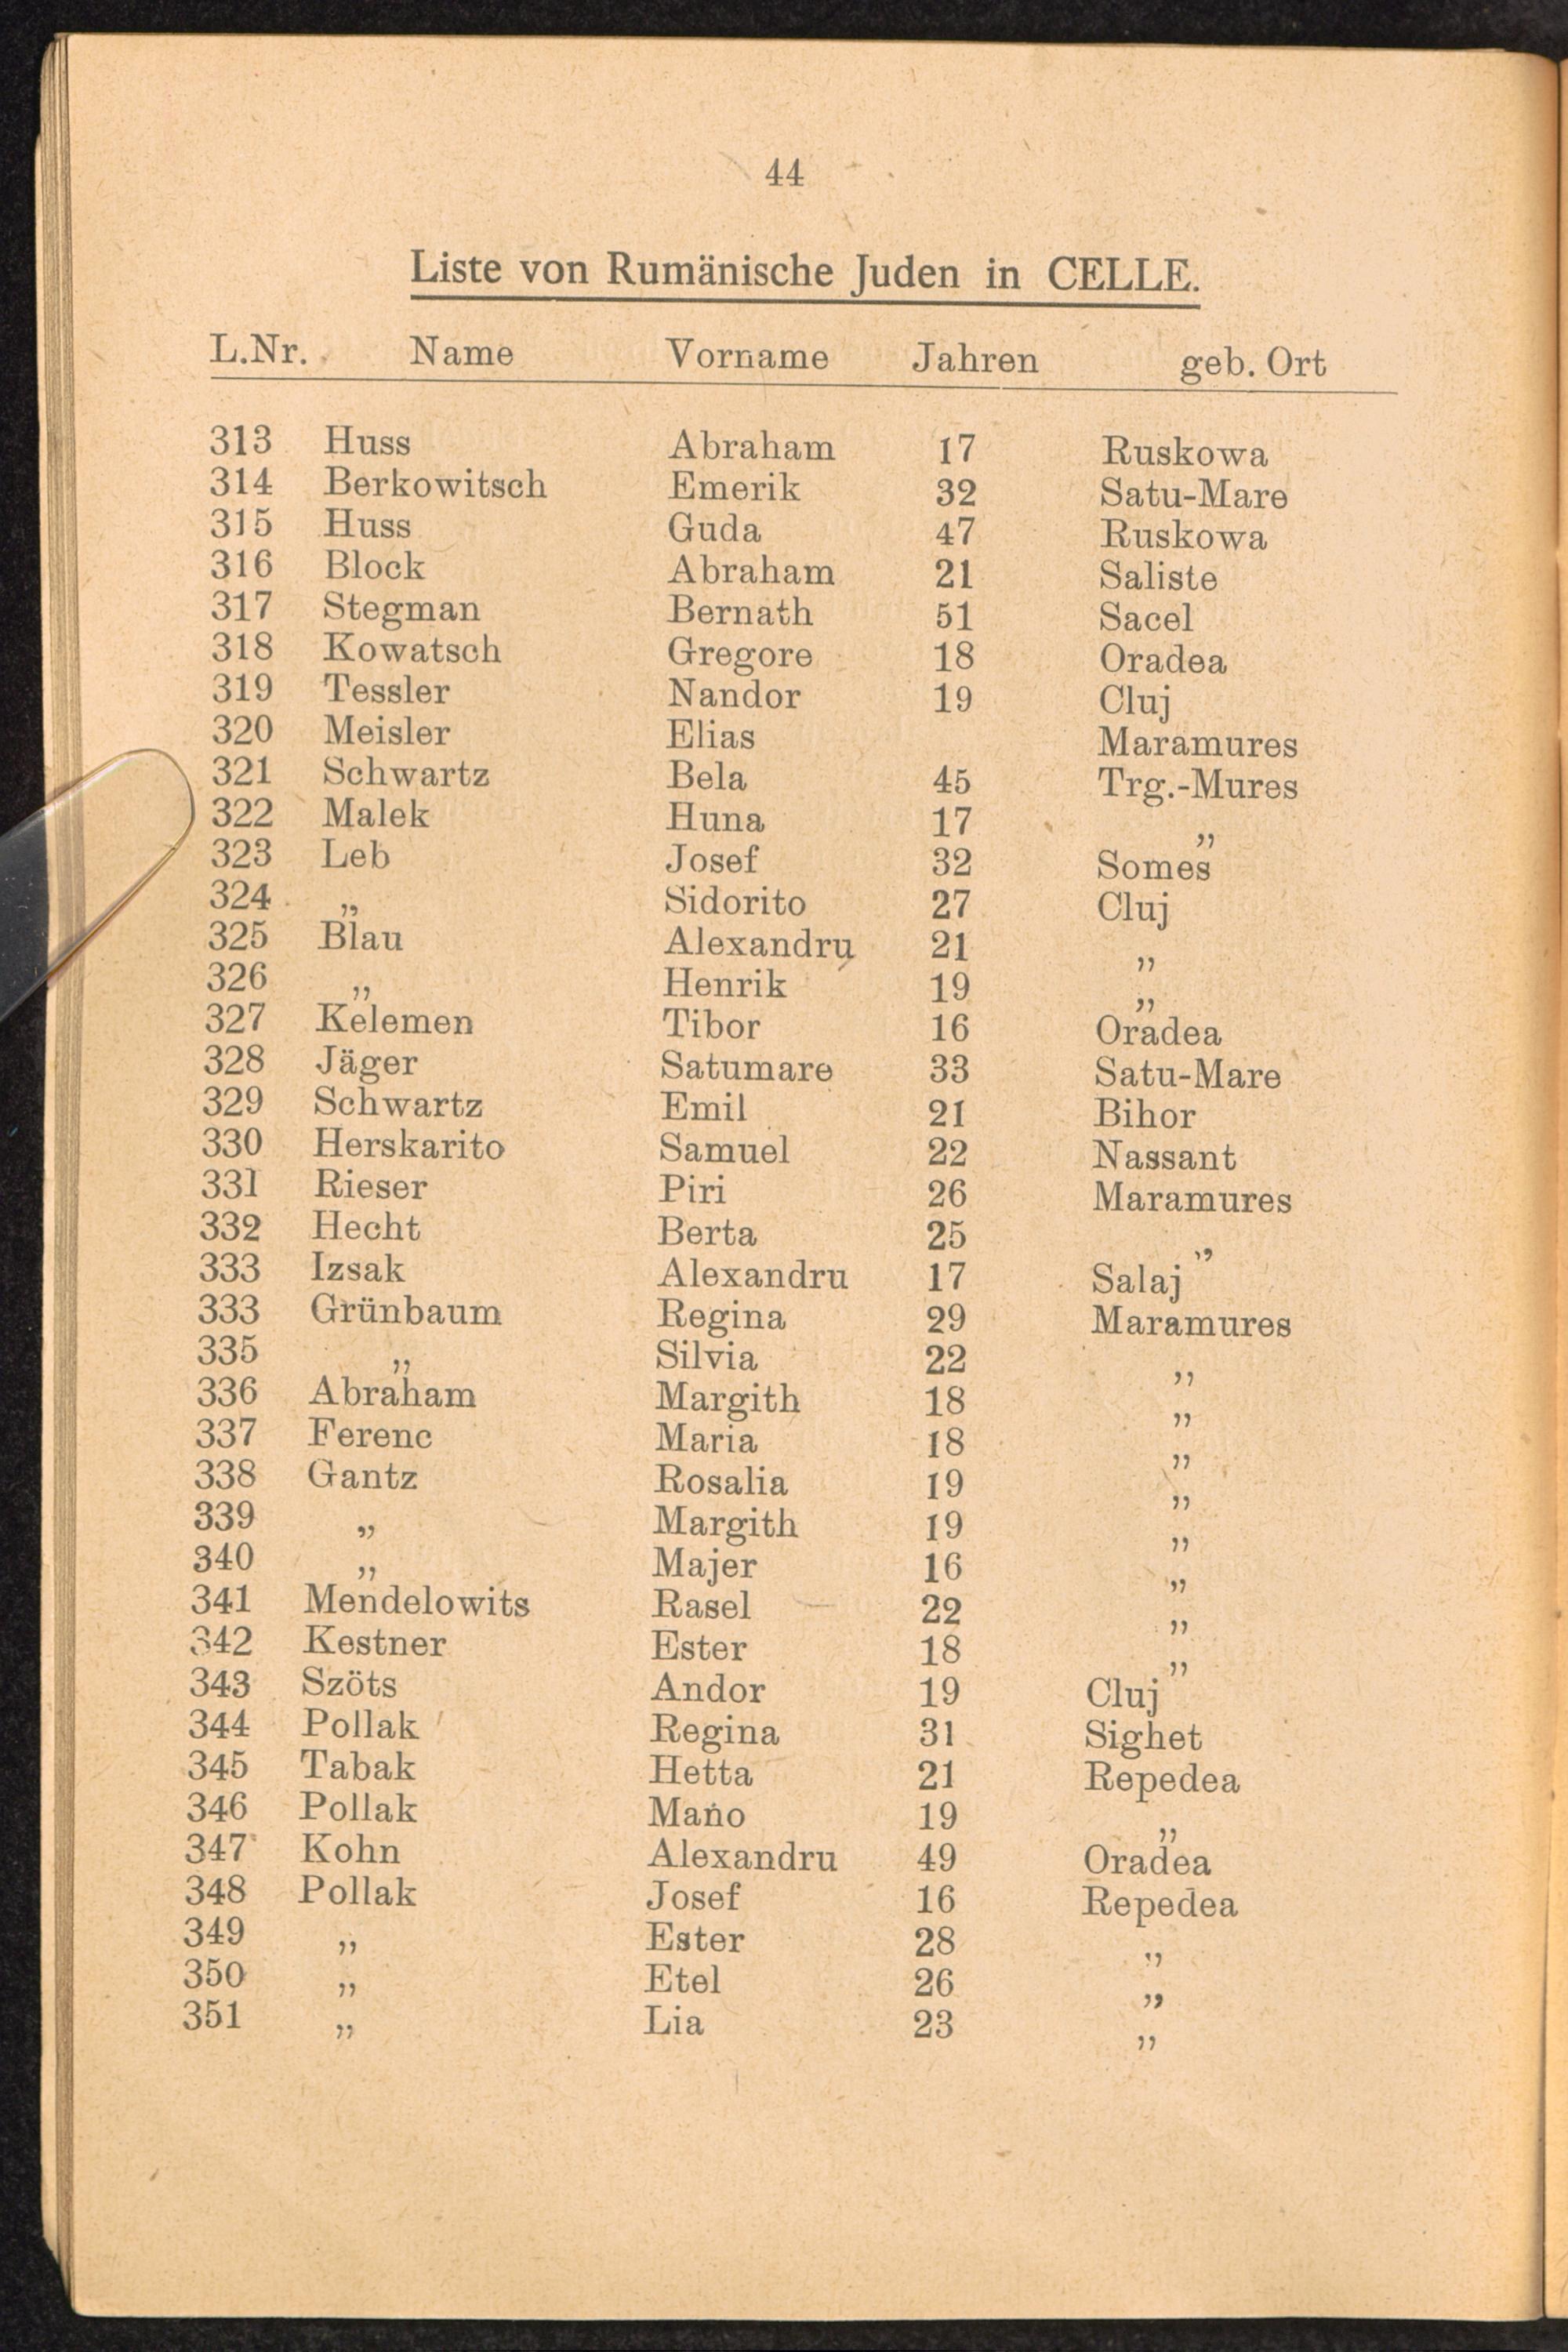 44
Liste von Rumänische Juden in CELLE.
L.Nr. Name Vorname Jahren geb. Ort
313 Huss Abraham 17 Ruskowa
314 Berkowitsch Emerik 32 Satu-Mare
315 Huss Guda 47 Ruskowa
316 Block Abraham 21 Saliste
317 Stegman Bernath 51 Sacel
318 Kowatsch Gregore 18 Oradea
319 Tessler Nandor 19 Cluj
320 Meisler Elias Maramures
321 Schwartz Bela 45 Trg.-Mures
322 Malek Huna 17 „
323 Leb Josef 32 Somes
324 „ Sidorito 27 Cluj
325 Blau Alexandru 21 „
326 „ Henrik 19 „
327 Kelemen Tibor 16 Oradea
328 Jäger Satumare 33 Satu-Mare
329 Schwartz Emil 21 Bihor
330 Herskarito Samuel 22 Nassant
331 Rieser Piri 26 Maramures
332 Hecht Berta 25 „
333 Izsak Alexandru 17 Salaj
333 Grünbaum Regina 29 Maramures
335 „ Silvia 22 „
336 Abraham Margith 18 „
337 Ferenc Maria 18 „
338 Gantz Rosalia 19 „
339 „ Margith 19 „
340 „ Majer 16 „
341 Mendelowits Rasel 22 „
342 Kestner Ester 18 „
343 Szöts Andor 19 Cluj
344 Pollak Regina 31 Sighet
345 Tabak Hetta 21 Repedea
346 Pollak Maño 19 „
347 Kohn Alexandru 49 Oradea
348 Pollak Josef 16 Repedea
349 „ Ester 28 „
350 „ Etel 26 „
351 „ Lia 23 „